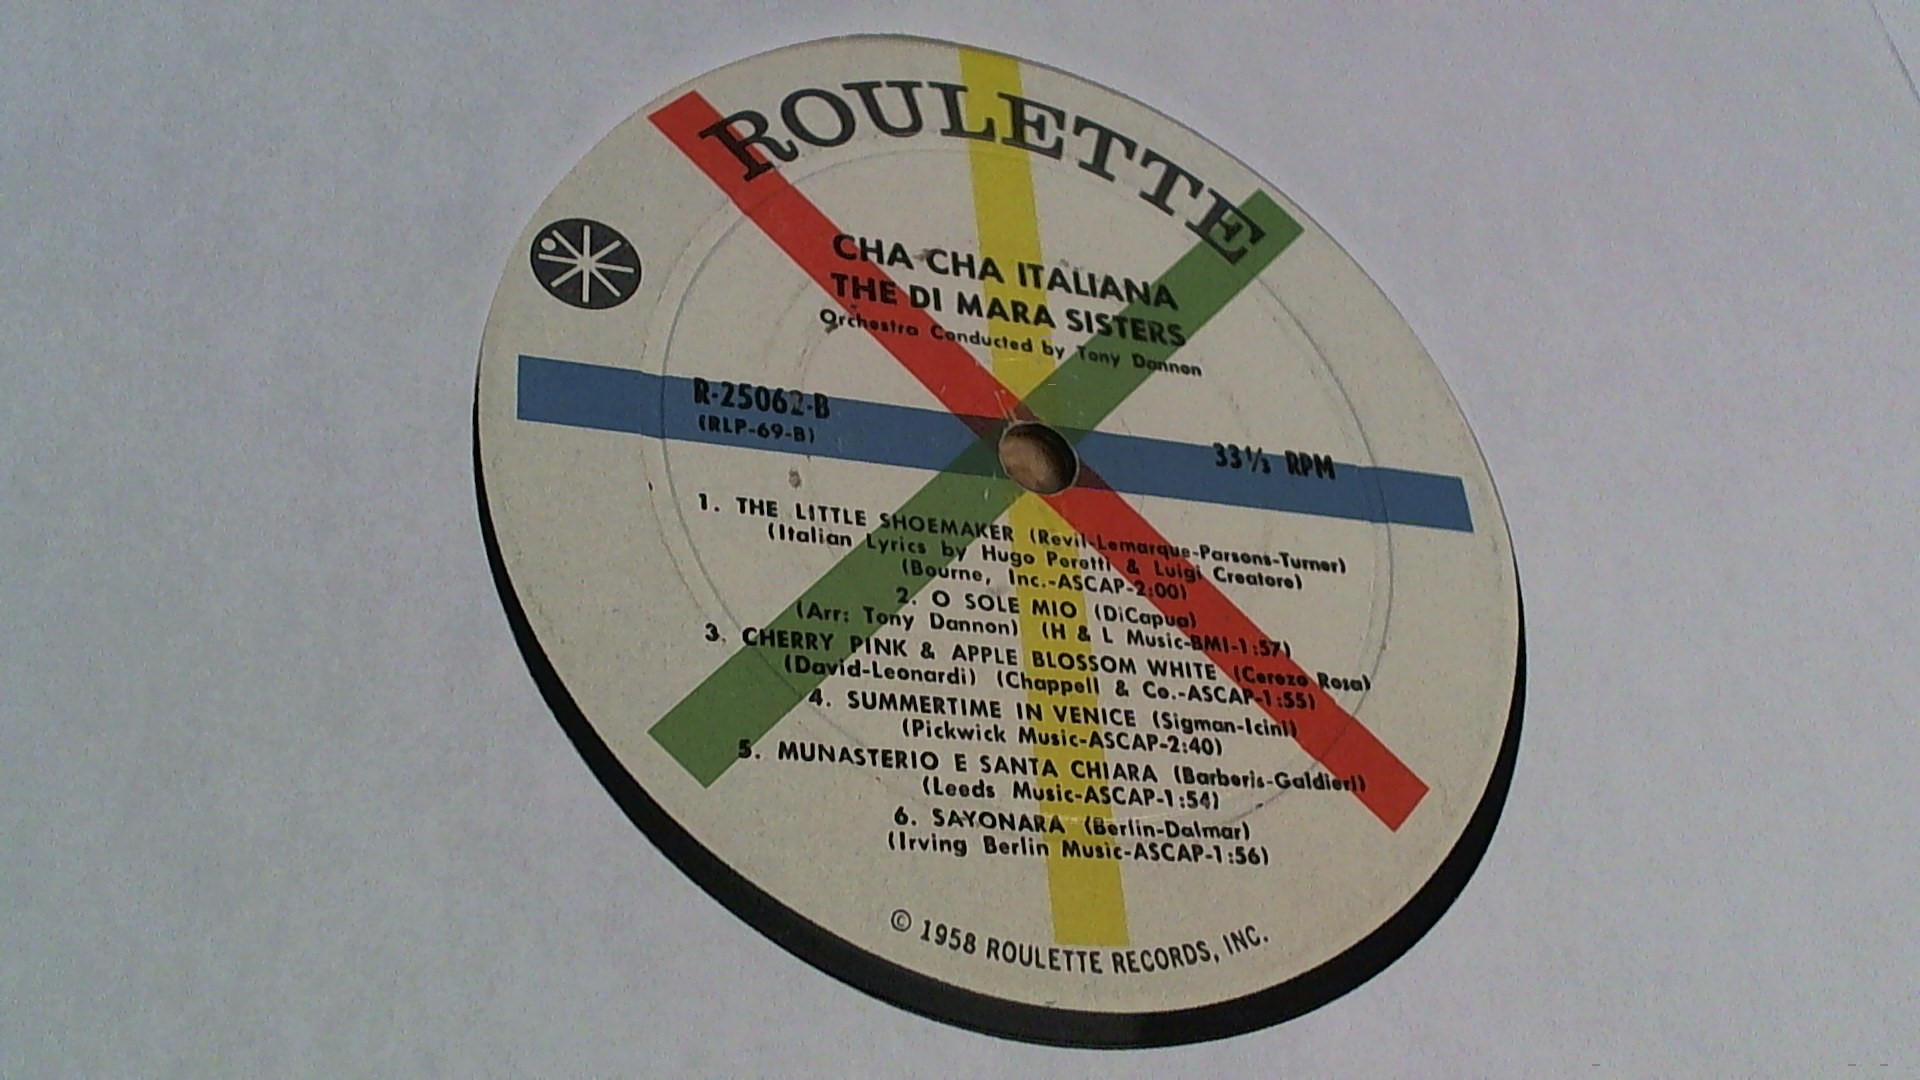 ROULETTE
CHA CHA ITALIANA
THE DI MARA SISTERS
Orchestra Conducted by Tony Dannon
R-25062-B
(RLP-69-B)
33⅓ RPM
1. THE LITTLE SHOEMAKER (Revil-Lemarque-Parsons-Turner)
(Italian Lyrics by Hugo Peretti & Luigi Creatore)
(Bourne, Inc.-ASCAP-2:00)
2. O SOLE MIO (DiCapua)
(Arr: Tony Dannon) (H & L Music-BMI-1:57)
3. CHERRY PINK & APPLE BLOSSOM WHITE (Cerezo Rosa)
(David-Leonardi) (Chappell & Co.-ASCAP-1:55)
4. SUMMERTIME IN VENICE (Sigman-Icini)
(Pickwick Music-ASCAP-2:40)
5. MUNASTERIO E SANTA CHIARA (Barberis-Galdieri)
(Leeds Music-ASCAP-1:54)
6. SAYONARA (Berlin-Dalmar)
(Irving Berlin Music-ASCAP-1:56)
© 1958 ROULETTE RECORDS, INC.